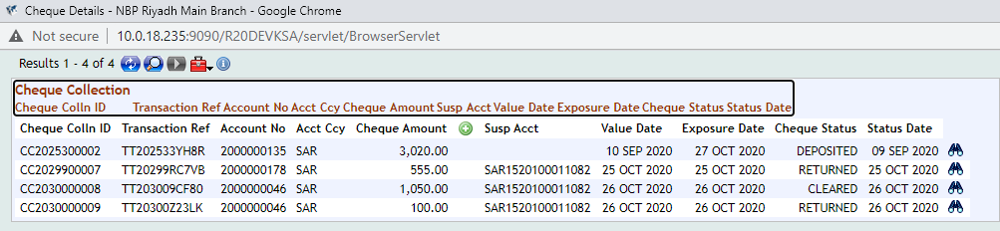 Cheque Details - NBP Riyadh Main Branch - Google Chrome
Not secure | 10.0.18.235:9090/R20DEVKSA/servlet/BrowserServlet
Results 1 - 4 of 4
Cheque Collection
Cheque Colln ID Transaction Ref Account No Acct Ccy Cheque Amount Susp Acct Value Date Exposure Date Cheque Status Status Date
Cheque Colln ID Transaction Ref Account No Acct Ccy Cheque Amount Susp Acct Value Date Exposure Date Cheque Status Status Date
CC2025300002 TT202533YH8R 2000000135 SAR 3,020.00 10 SEP 2020 27 OCT 2020 DEPOSITED 09 SEP 2020
CC2029900007 TT20299RC7VB 2000000178 SAR 555.00 SAR1520100011082 25 OCT 2020 25 OCT 2020 RETURNED 25 OCT 2020
CC2030000008 TT203009CF80 2000000046 SAR 1,050.00 SAR1520100011082 26 OCT 2020 26 OCT 2020 CLEARED 26 OCT 2020
CC2030000009 TT20300Z23LK 2000000046 SAR 100.00 SAR1520100011082 26 OCT 2020 26 OCT 2020 RETURNED 26 OCT 2020